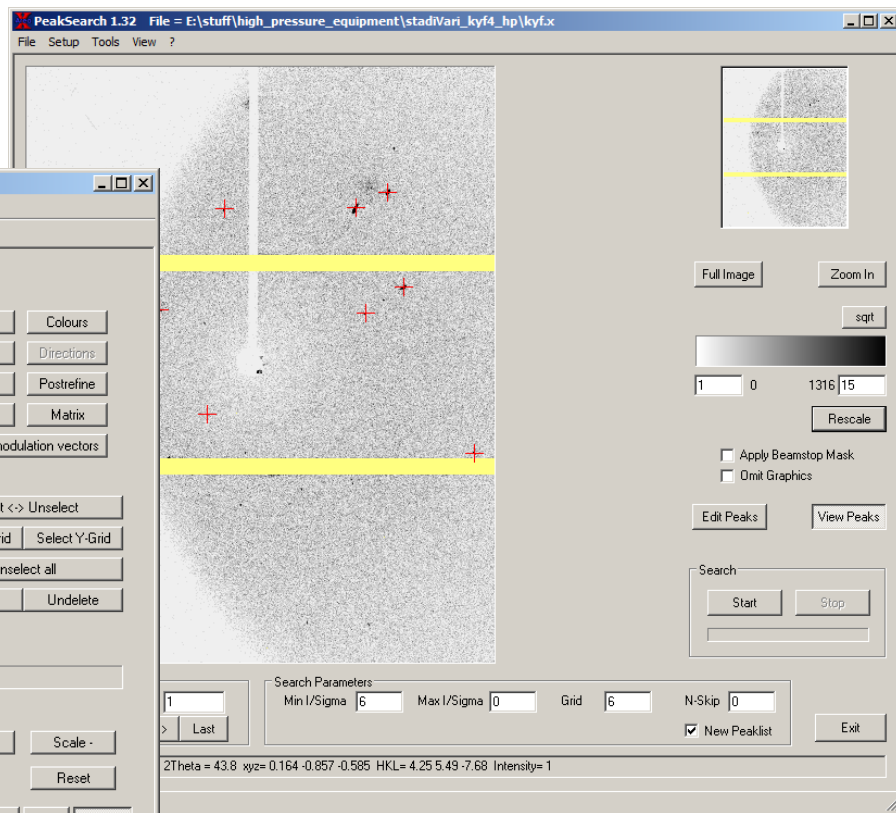 PeakSearch 1.32 File = E:\stuff\high_pressure_equipment\stadiVari_kyf4_hp\kyf.x
File Setup Tools View ?
Colours
Directions
Postrefine
Matrix
modulation vectors
<-> Unselect
Select Y-Grid
Undelete
Scale -
Reset
Full Image Zoom In
sqrt
1 0 1316 15
Rescale
Apply Beamstop Mask
Omit Graphics
Edit Peaks View Peaks
Search
Start Stop
1
> Last
Search Parameters
Min I/Sigma 6 Max I/Sigma 0 Grid 6 N-Skip 0
New Peaklist
Exit
2Theta = 43.8 xyz= 0.164 -0.857 -0.585 HKL= 4.25 5.49 -7.68 Intensity= 1